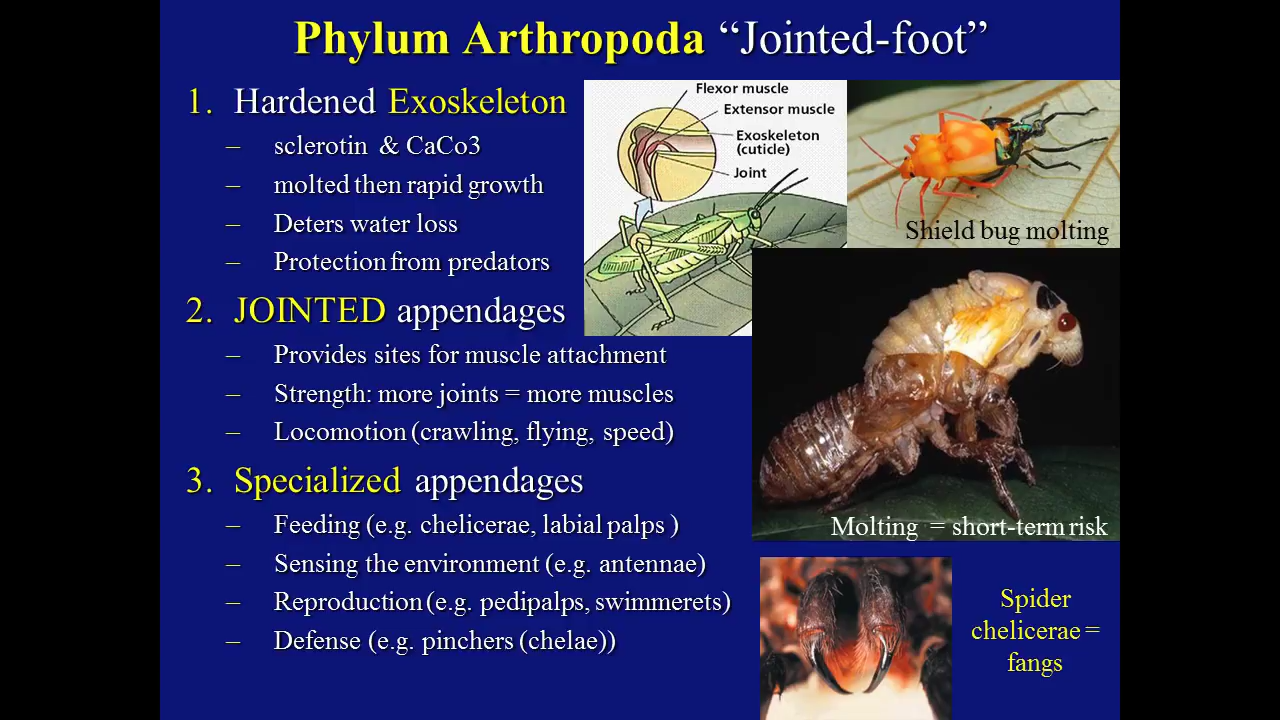 Phylum Arthropoda “Jointed-foot”
1. Hardened Exoskeleton
– sclerotin & CaCo3
– molted then rapid growth
– Deters water loss
– Protection from predators
2. JOINTED appendages
– Provides sites for muscle attachment
– Strength: more joints = more muscles
– Locomotion (crawling, flying, speed)
3. Specialized appendages
– Feeding (e.g. chelicerae, labial palps )
– Sensing the environment (e.g. antennae)
– Reproduction (e.g. pedipalps, swimmerets)
– Defense (e.g. pinchers (chelae))
Flexor muscle
Extensor muscle
Exoskeleton
(cuticle)
Joint
Shield bug molting
Molting = short-term risk
Spider
chelicerae =
fangs